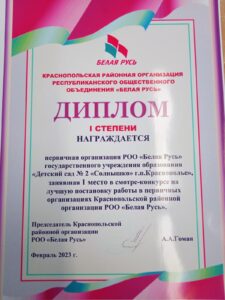 БЕЛАЯ РУСЬ
КРАСНОПОЛЬСКАЯ РАЙОННАЯ ОРГАНИЗАЦИЯ
РЕСПУБЛИКАНСКОГО ОБЩЕСТВЕННОГО
ОБЪЕДИНЕНИЯ «БЕЛАЯ РУСЬ»
ДИПЛОМ
I СТЕПЕНИ
НАГРАЖДАЕТСЯ
первичная организация РОО «Белая Русь»
государственного учреждения образования
«Детский сад № 2 «Солнышко» г.п.Краснополье»,
занявшая 1 место в смотре-конкурсе на
лучшую постановку работы в первичных
организациях Краснопольской районной
организации РОО «Белая Русь».
Председатель Краснопольской
районной организации
РОО «Белая Русь» А.А.Гоман
Февраль 2023 г.